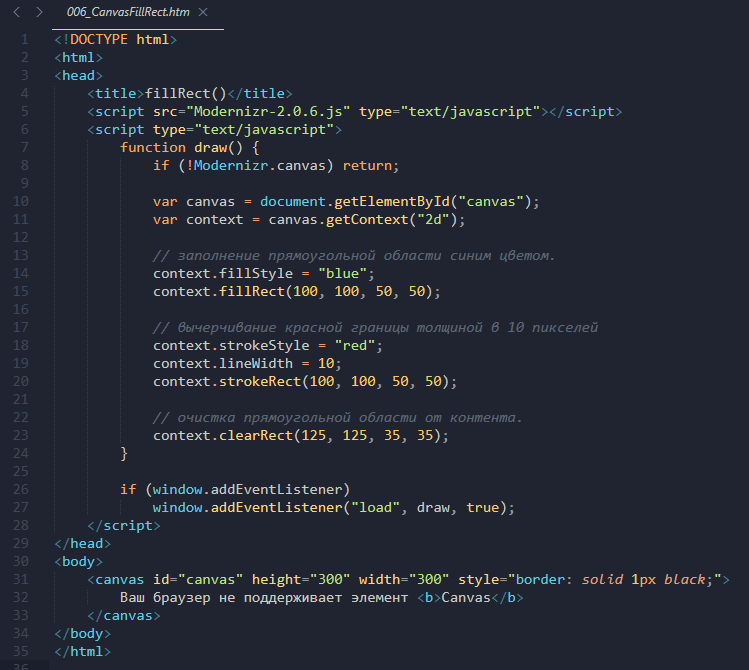 006_CanvasFillRect.htm ×
1 <!DOCTYPE html>
2 <html>
3 <head>
4 <title>fillRect()</title>
5 <script src="Modernizr-2.0.6.js" type="text/javascript"></script>
6 <script type="text/javascript">
7 function draw() {
8 if (!Modernizr.canvas) return;
9
10 var canvas = document.getElementById("canvas");
11 var context = canvas.getContext("2d");
12
13 // заполнение прямоугольной области синим цветом.
14 context.fillStyle = "blue";
15 context.fillRect(100, 100, 50, 50);
16
17 // вычерчивание красной границы толщиной в 10 пикселей
18 context.strokeStyle = "red";
19 context.lineWidth = 10;
20 context.strokeRect(100, 100, 50, 50);
21
22 // очистка прямоугольной области от контента.
23 context.clearRect(125, 125, 35, 35);
24 }
25
26 if (window.addEventListener)
27 window.addEventListener("load", draw, true);
28 </script>
29 </head>
30 <body>
31 <canvas id="canvas" height="300" width="300" style="border: solid 1px black;">
32 Ваш браузер не поддерживает элемент <b>Canvas</b>
33 </canvas>
34 </body>
35 </html>
36